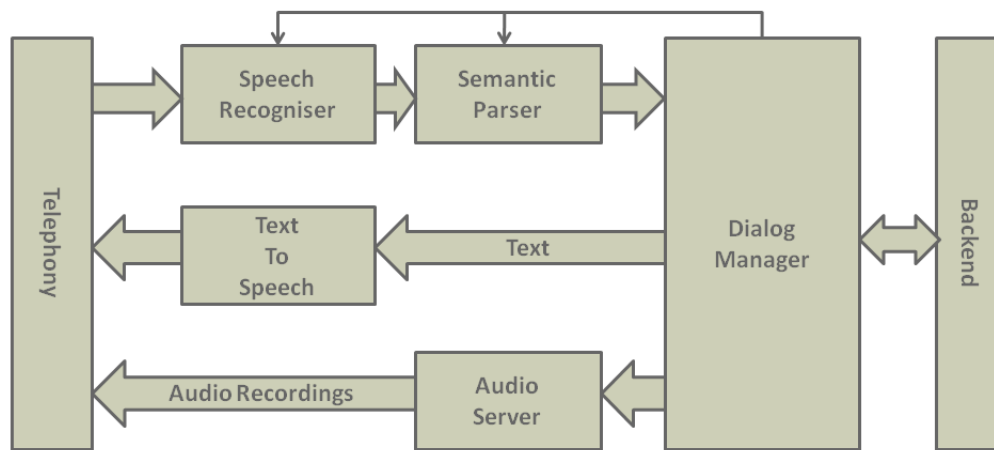 Telephony
Speech
Recogniser
Semantic
Parser
Text
To
Speech
Text
Dialog
Manager
Backend
Audio Recordings
Audio
Server